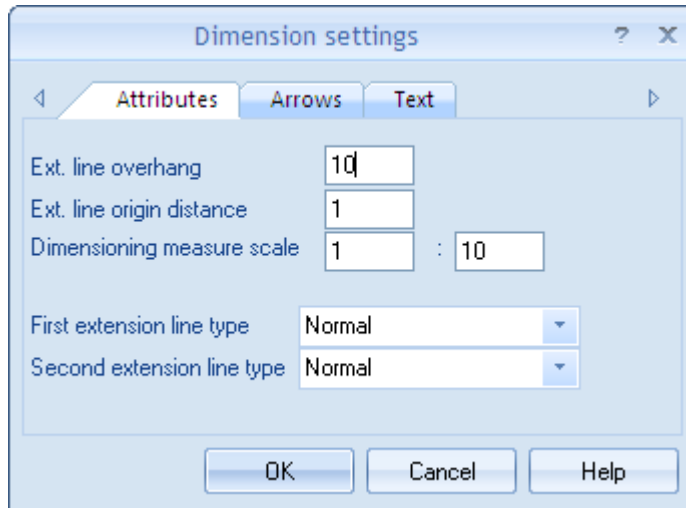 Dimension settings ? X
Attributes Arrows Text
Ext. line overhang 10
Ext. line origin distance 1
Dimensioning measure scale 1 : 10
First extension line type Normal
Second extension line type Normal
OK Cancel Help